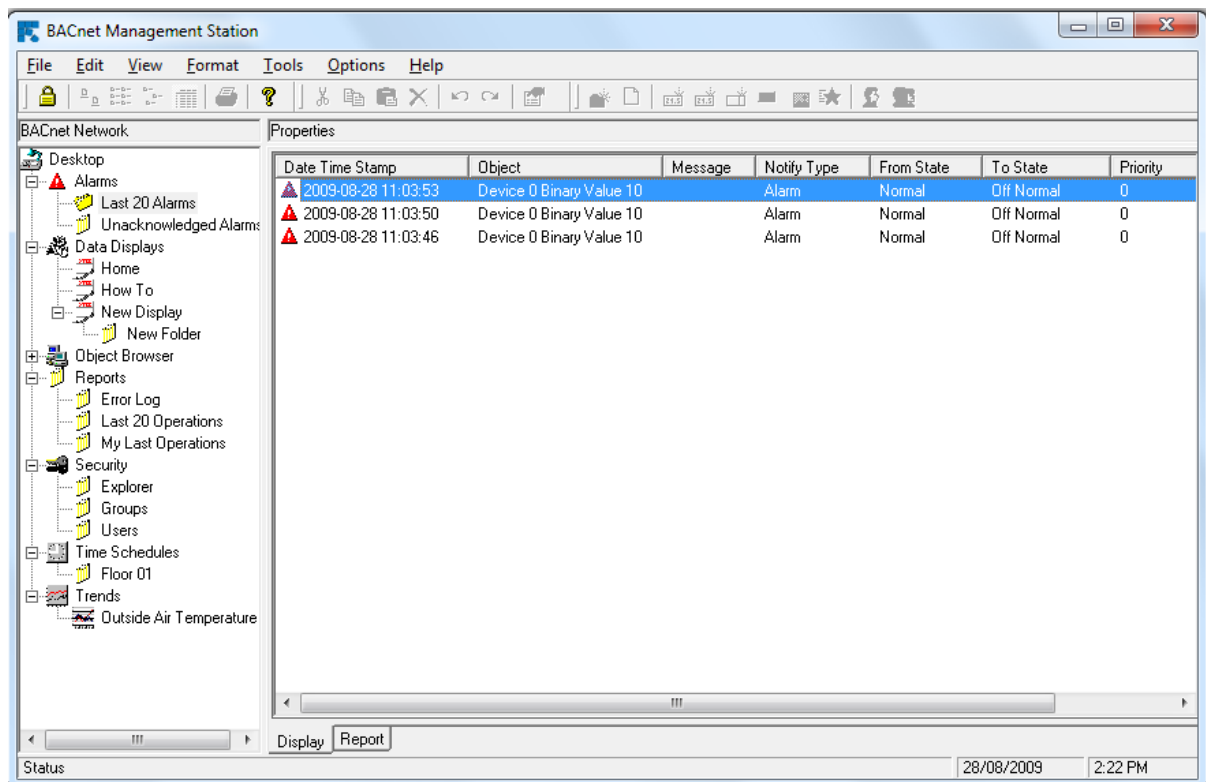 BACnet Management Station
File Edit View Format Tools Options Help
BACnet Network
Properties
Desktop
Alarms
Last 20 Alarms
Unacknowledged Alarms
Data Displays
Home
How To
New Display
New Folder
Object Browser
Reports
Error Log
Last 20 Operations
My Last Operations
Security
Explorer
Groups
Users
Time Schedules
Floor 01
Trends
Outside Air Temperature
Date Time Stamp Object Message Notify Type From State To State Priority
2009-08-28 11:03:53 Device 0 Binary Value 10 Alarm Normal Off Normal 0
2009-08-28 11:03:50 Device 0 Binary Value 10 Alarm Normal Off Normal 0
2009-08-28 11:03:46 Device 0 Binary Value 10 Alarm Normal Off Normal 0
Display Report
Status 28/08/2009 2:22 PM